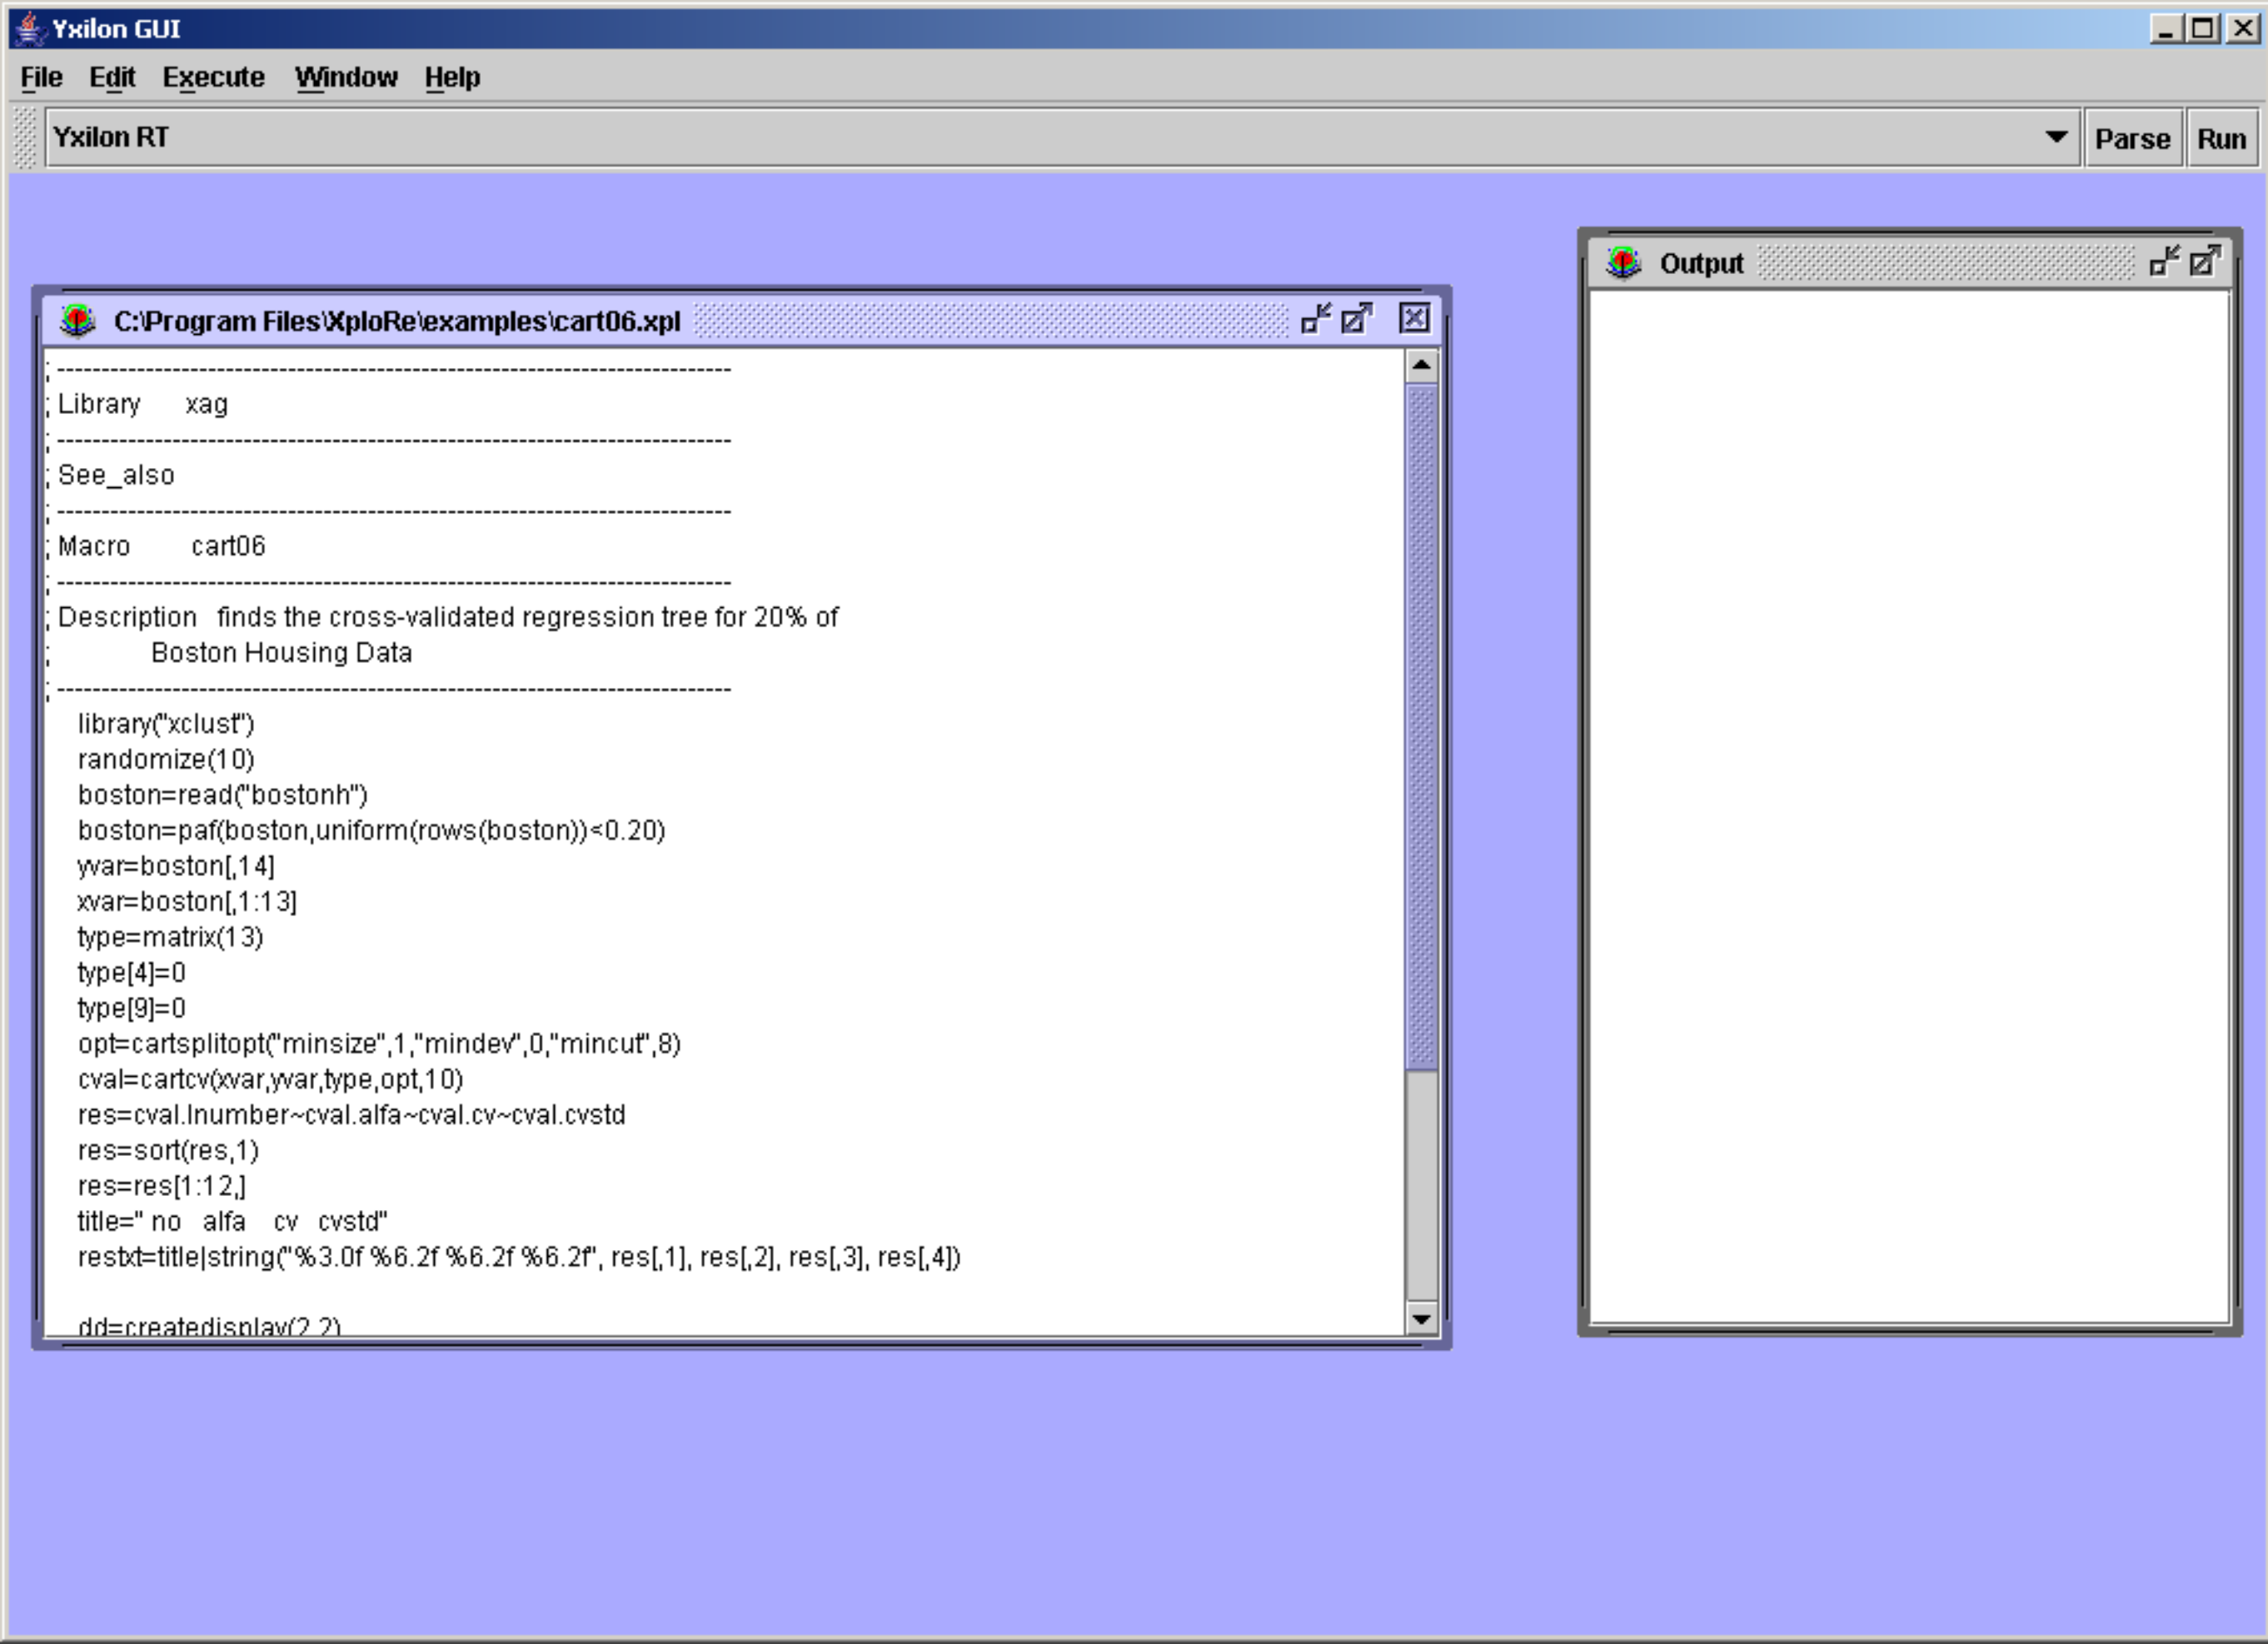 Yxilon GUI
File Edit Execute Window Help
Yxilon RT Parse Run
C:\Program Files\XploRe\examples\cart06.xpl
; -----------------------------------------------------------------------------
; Library xag
; -----------------------------------------------------------------------------
; See_also
; -----------------------------------------------------------------------------
; Macro cart06
; -----------------------------------------------------------------------------
; Description finds the cross-validated regression tree for 20% of
; Boston Housing Data
; -----------------------------------------------------------------------------
library("xclust")
randomize(10)
boston=read("bostonh")
boston=paf(boston,uniform(rows(boston))<0.20)
yvar=boston[,14]
xvar=boston[,1:13]
type=matrix(13)
type[4]=0
type[9]=0
opt=cartsplitopt("minsize",1,"mindev",0,"mincut",8)
cval=cartcv(xvar,yvar,type,opt,10)
res=cval.lnumber~cval.alfa~cval.cv~cval.cvstd
res=sort(res,1)
res=res[1:12,]
title=" no alfa cv cvstd"
restxt=title|string("%3.0f %6.2f %6.2f %6.2f", res[,1], res[,2], res[,3], res[,4])
dd=createdisplay(2,2)
Output